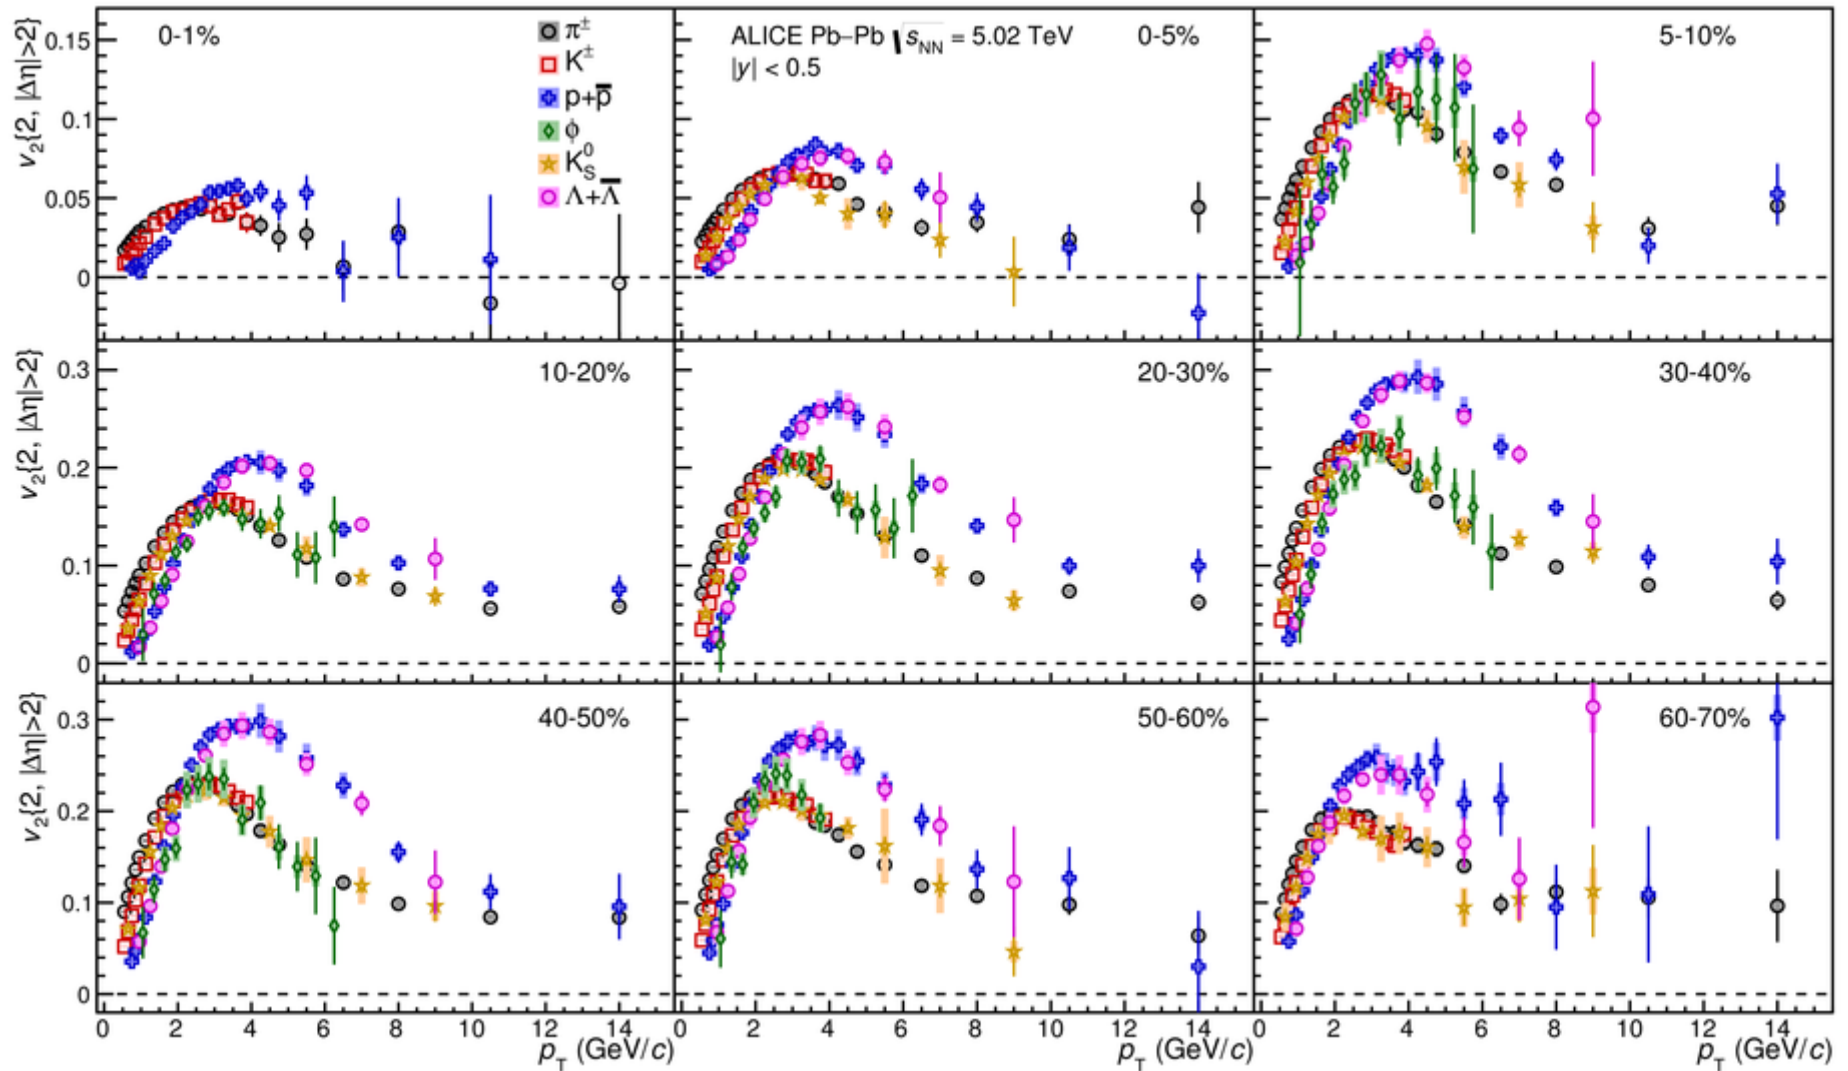 0-1%
π±
K±
p+p̅
ϕ
K⁰S
Λ+Λ̅
ALICE Pb–Pb √sNN = 5.02 TeV
|y| < 0.5
0-5%
5-10%
v2{2, |Δη|>2}
0.15
0.1
0.05
0
10-20%
20-30%
30-40%
v2{2, |Δη|>2}
0.3
0.2
0.1
0
40-50%
50-60%
60-70%
v2{2, |Δη|>2}
0.3
0.2
0.1
0
0 2 4 6 8 10 12 14
pT (GeV/c)
0 2 4 6 8 10 12 14
pT (GeV/c)
0 2 4 6 8 10 12 14
pT (GeV/c)